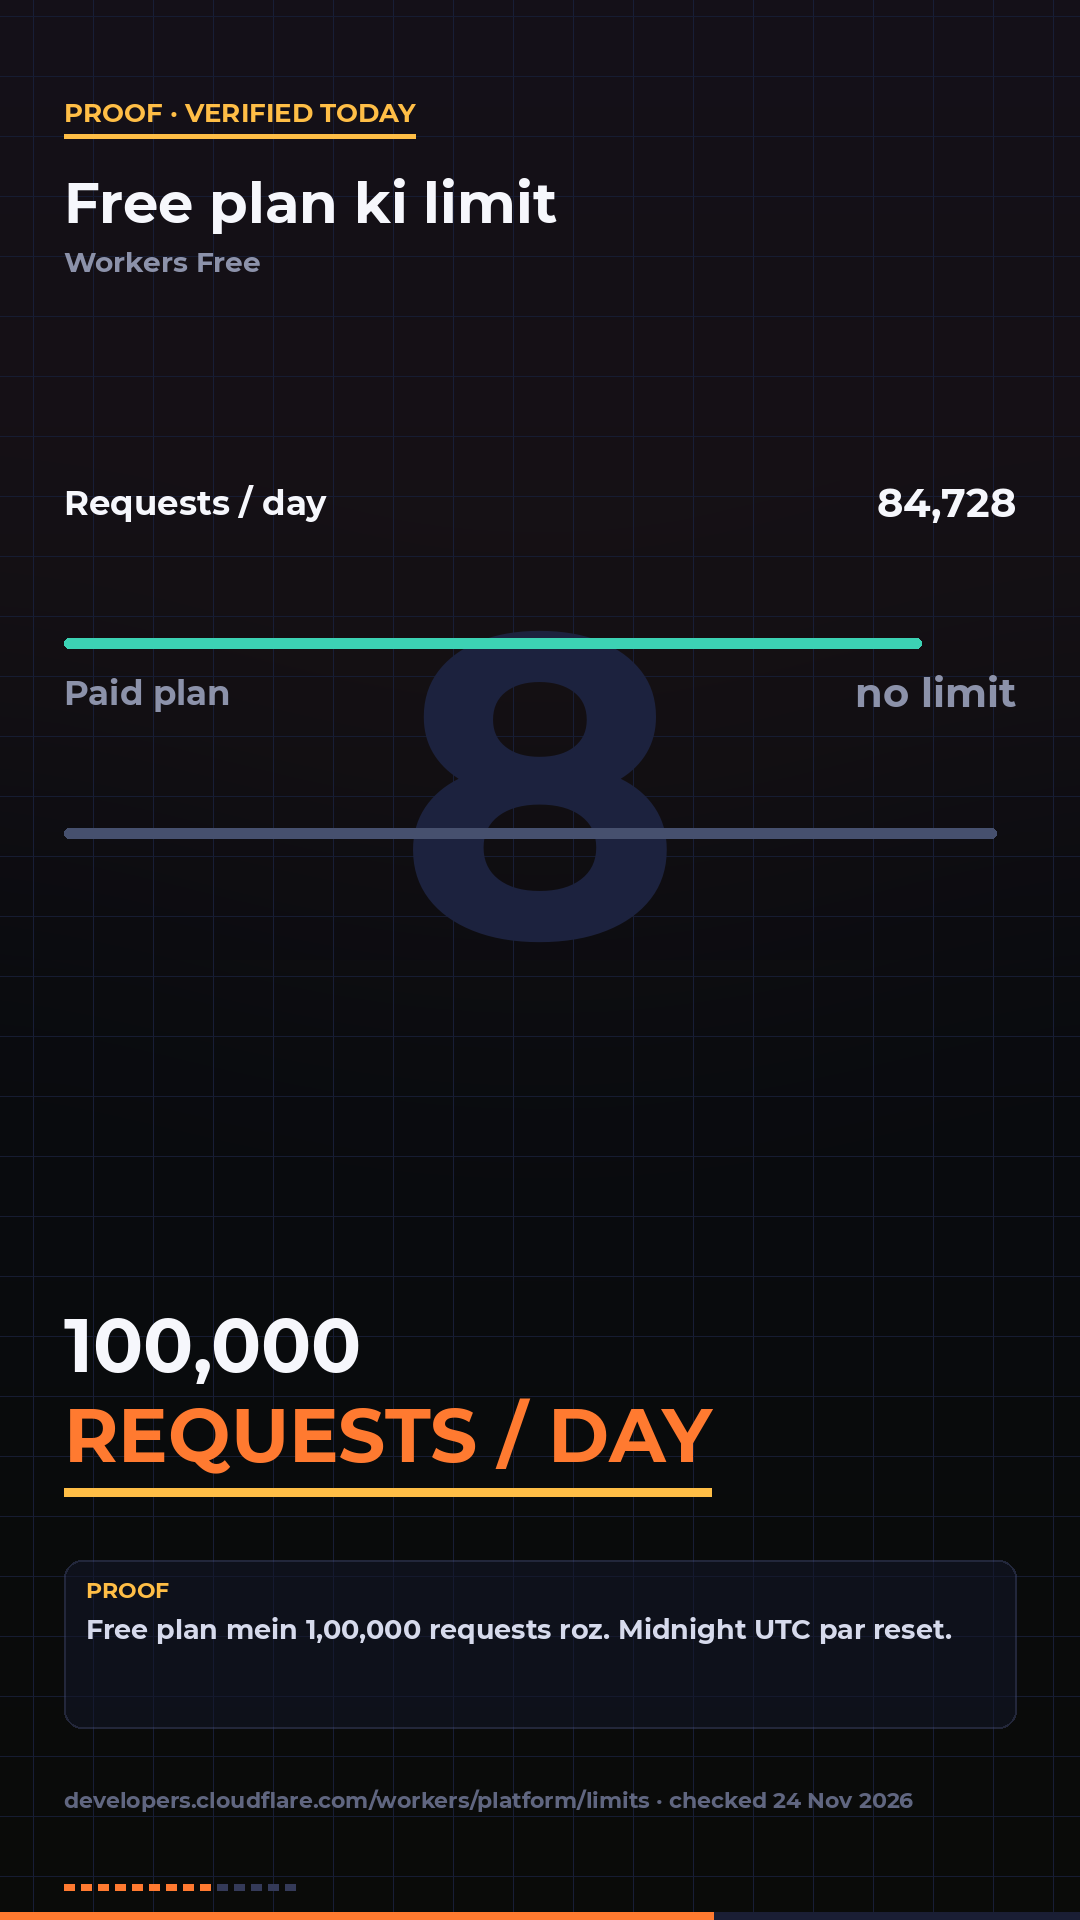 PROOF · VERIFIED TODAY
Free plan ki limit
Workers Free
Requests / day 84,728
Paid plan no limit
8
100,000
REQUESTS / DAY
PROOF
Free plan mein 1,00,000 requests roz. Midnight UTC par reset.
developers.cloudflare.com/workers/platform/limits · checked 24 Nov 2026